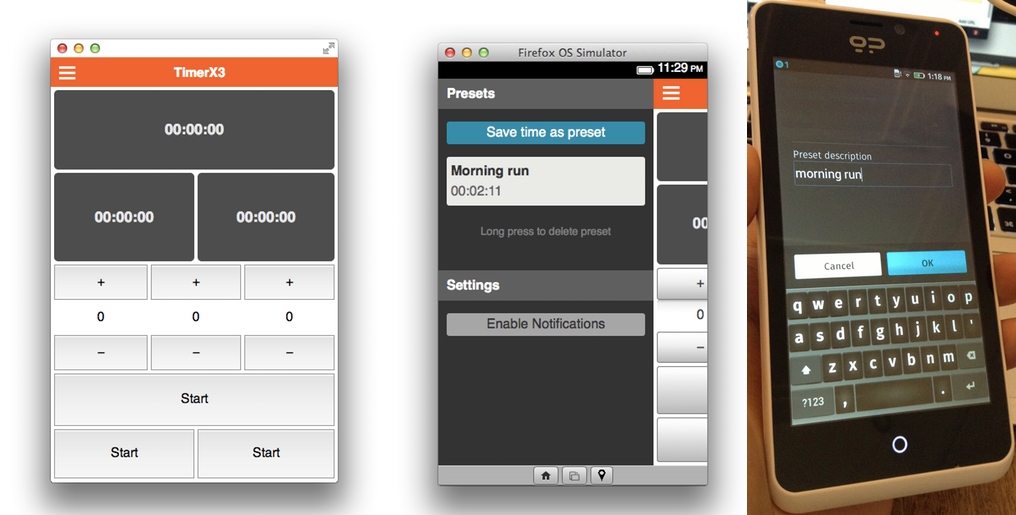 TimerX3
00:00:00
00:00:00 00:00:00
+ + +
0 0 0
− − −
Start
Start Start
Firefox OS Simulator
11:29 PM
Presets
Save time as preset
Morning run
00:02:11
Long press to delete preset
Settings
Enable Notifications
00
+
0
−
1 1:18 PM
Preset description
morning run
Cancel OK
q w e r t y u i o p
a s d f g h j k l '
z x c v b n m
?123 , .